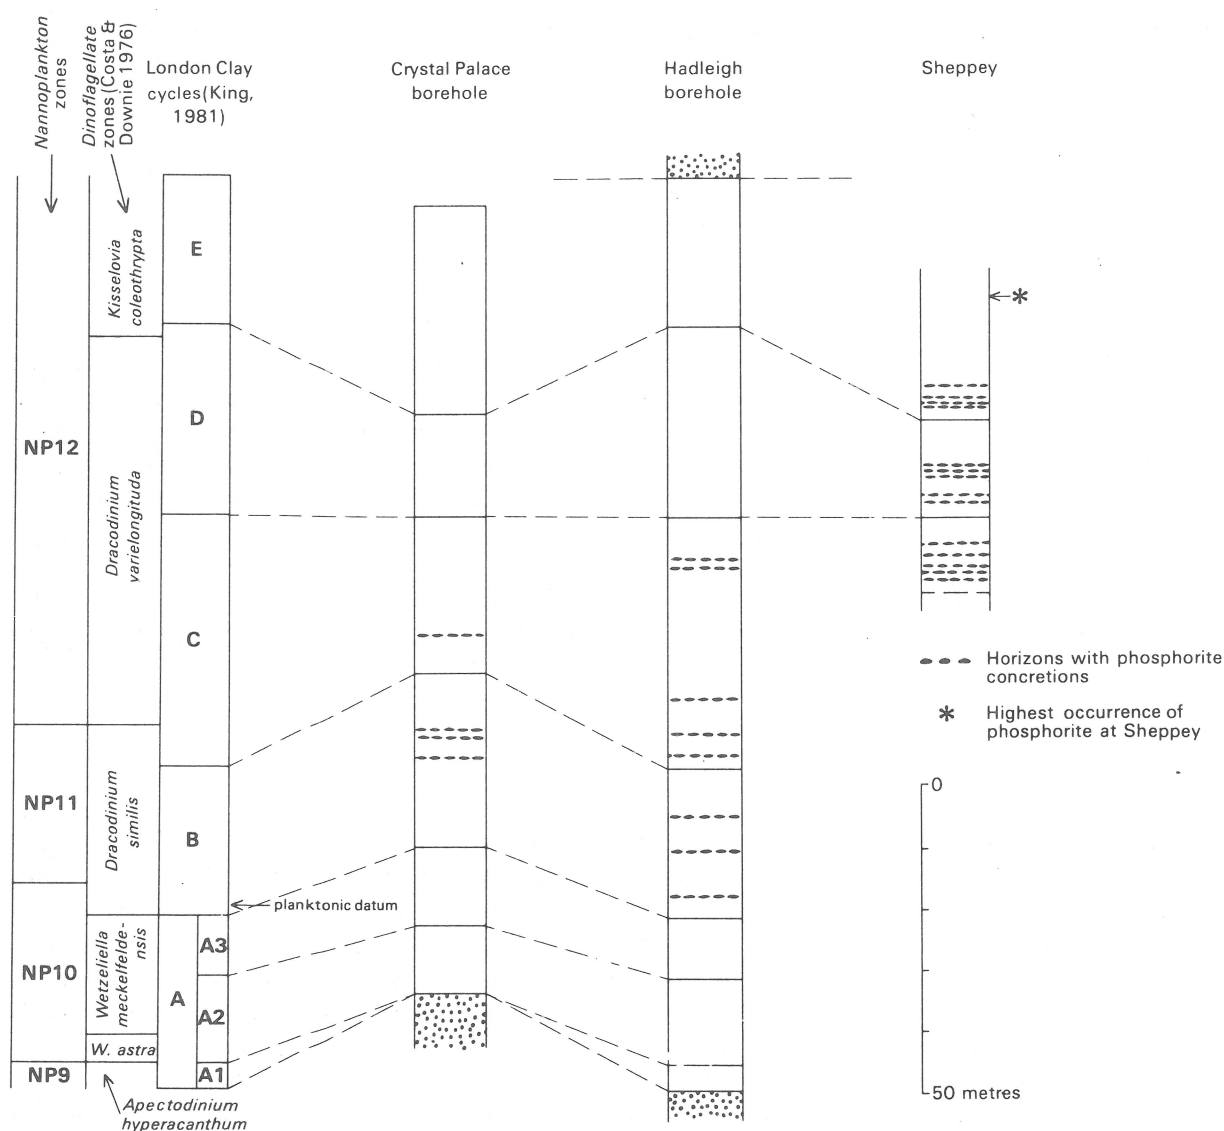 Nannoplankton
zones
Dinoflagellate
zones (Costa &
Downie 1976)
London Clay
cycles (King,
1981)
Crystal Palace
borehole
Hadleigh
borehole
Sheppey
Kisselovia
coleothrypta
E
*
D
NP12
Dracodinium
varielongituda
C
Horizons with phosphorite
concretions
* Highest occurrence of
phosphorite at Sheppey
NP11
Dracodinium
similis
B
0
planktonic datum
NP10
Wetzeliella
meckelfelde-
nsis
A3
A
A2
W. astra
NP9
A1
50 metres
Apectodinium
hyperacanthum